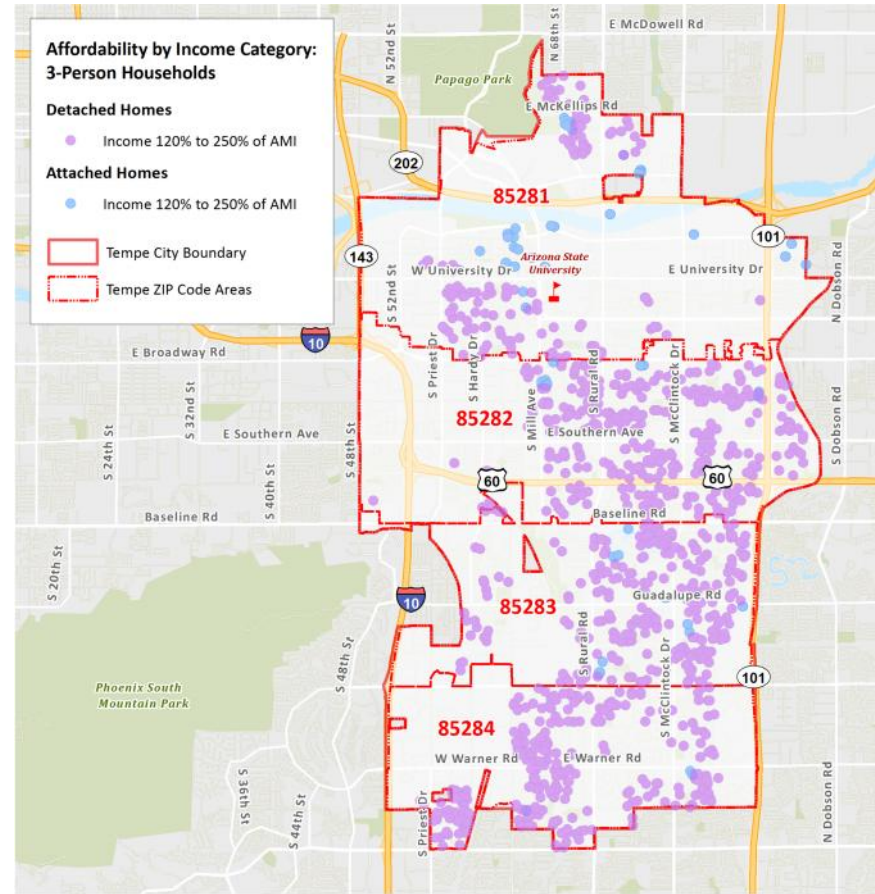 Affordability by Income Category:
3-Person Households
Detached Homes
Income 120% to 250% of AMI
Attached Homes
Income 120% to 250% of AMI
Tempe City Boundary
Tempe ZIP Code Areas
E McDowell Rd
N 52nd St
N 68th St
Papago Park
E McKellips Rd
202
85281
101
143
S 52nd St
Arizona State
University
W University Dr
E University Dr
N Dobson Rd
10
E Broadway Rd
S Priest Dr
S Hardy Dr
S Rural Rd
S McClintock Dr
S 32nd St
85282
S Mill Ave
S 24th St
E Southern Ave
S 48th St
E Southern Ave
S Dobson Rd
S 40th St
60
60
Baseline Rd
Baseline Rd
S 20th St
10
85283
Guadalupe Rd
S Rural Rd
S 48th St
S McClintock Dr
101
Phoenix South
Mountain Park
85284
W Warner Rd
E Warner Rd
S 36th St
S 44th St
S Priest Dr
N Dobson Rd